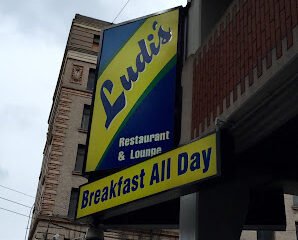 Ludi's
Restaurant
& Lounge
Breakfast All Day